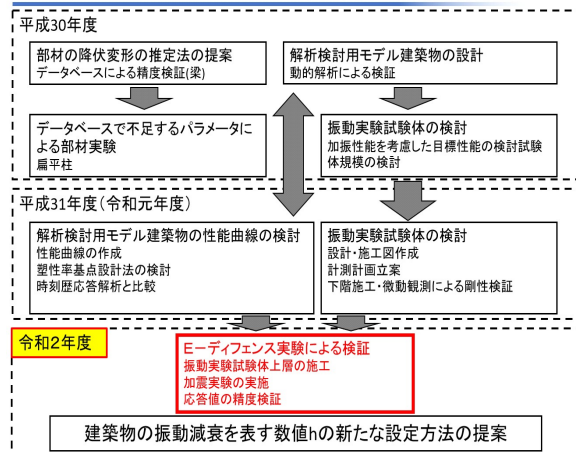 平成30年度
部材の降伏変形の推定法の提案
データベースによる精度検証(梁)
解析検討用モデル建築物の設計
動的解析による検証
データベースで不足するパラメータに
よる部材実験
扁平柱
振動実験試験体の検討
加振性能を考慮した目標性能の検討試験
体規模の検討
平成31年度(令和元年度)
解析検討用モデル建築物の性能曲線の検討
性能曲線の作成
塑性率基点設計法の検討
時刻歴応答解析と比較
振動実験試験体の検討
設計・施工図作成
計測計画立案
下階施工・微動観測による剛性検証
令和2年度
E－ディフェンス実験による検証
振動実験試験体上層の施工
加震実験の実施
応答値の精度検証
建築物の振動減衰を表す数値hの新たな設定方法の提案